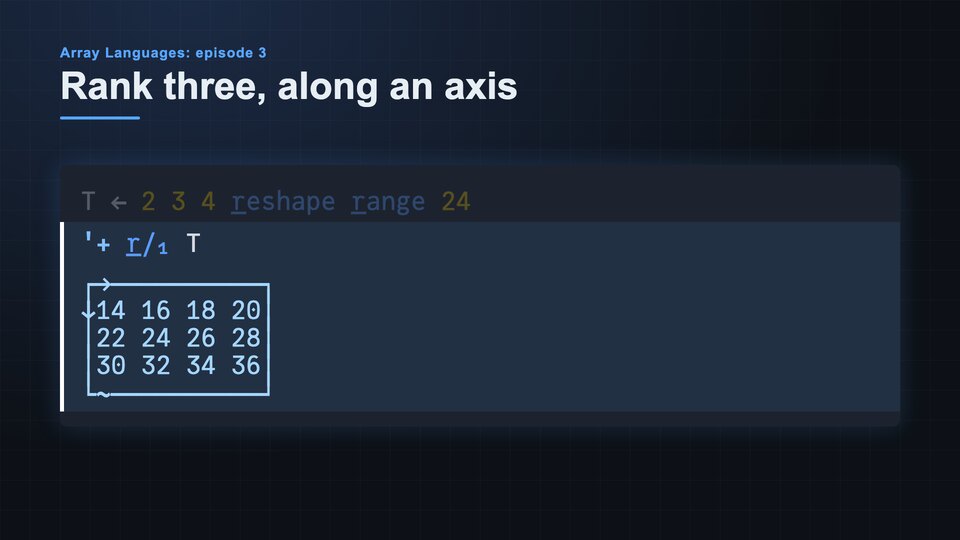 Array Languages: episode 3
Rank three, along an axis
T ← 2 3 4 reshape range 24
'+ r/₁ T
┌→──────────┐
↓14 16 18 20│
│22 24 26 28│
│30 32 34 36│
└~──────────┘